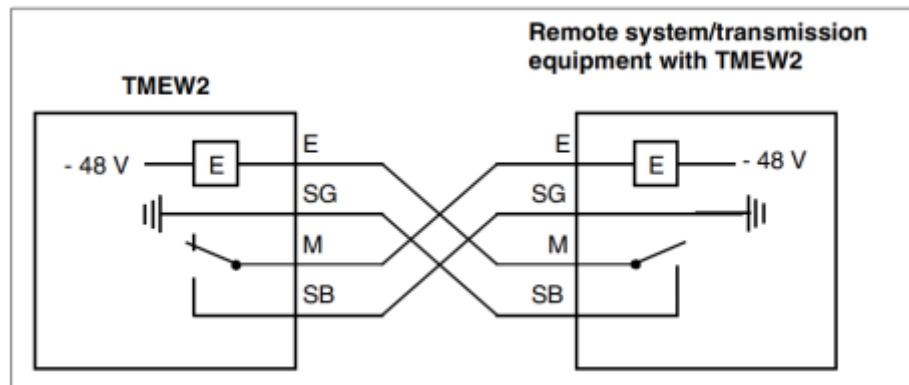 Remote system/transmission
equipment with TMEW2
TMEW2
- 48 V
E
E
E
E
- 48 V
SG
SG
M
M
SB
SB